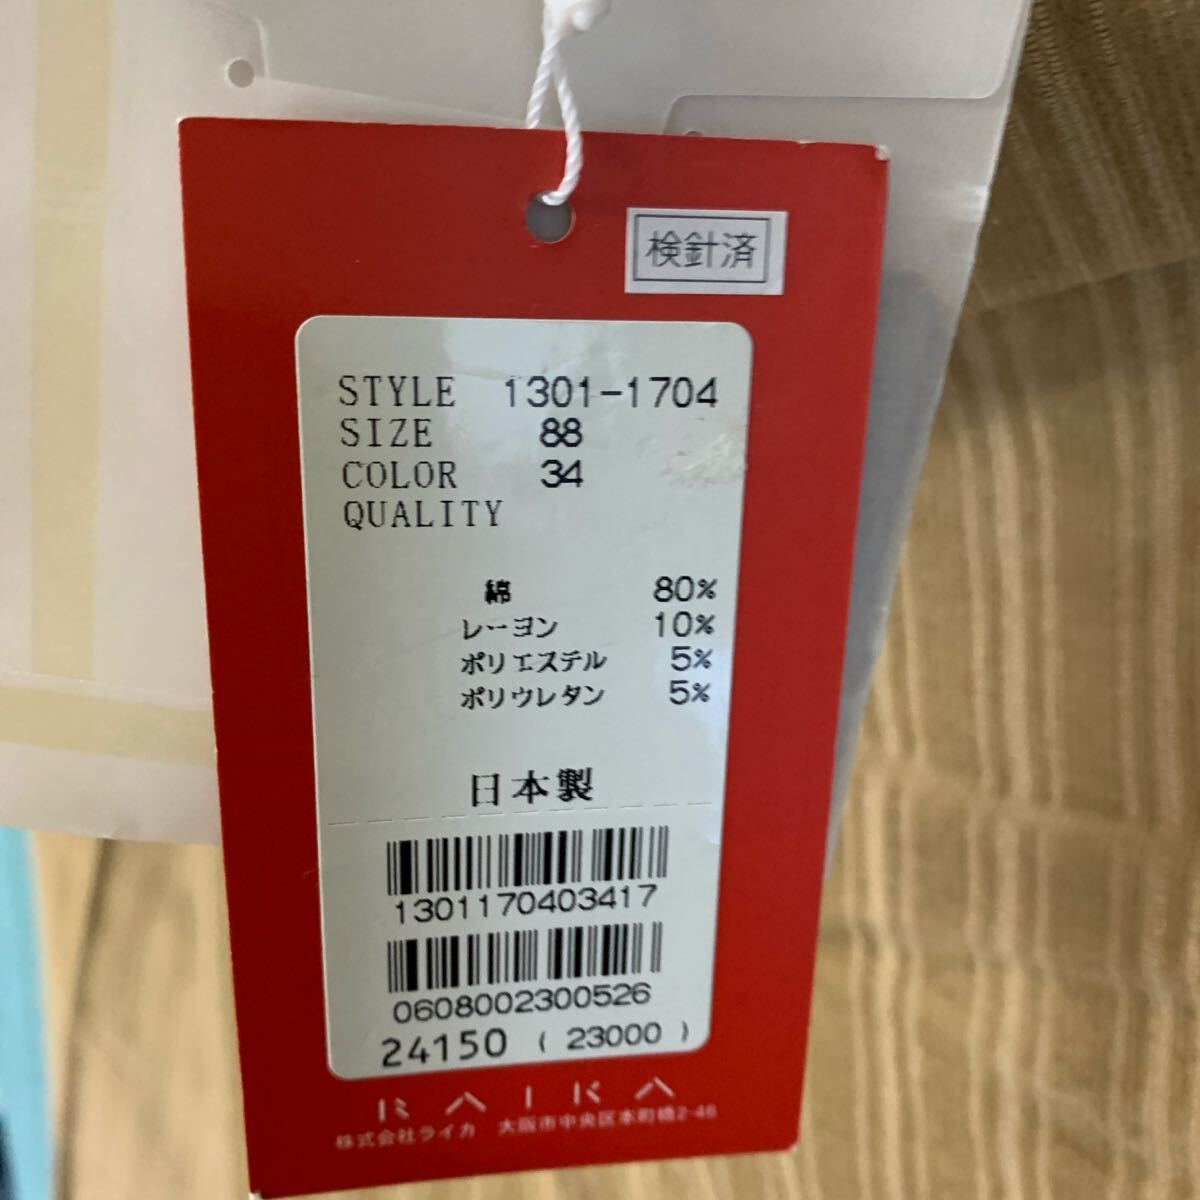 検針済
STYLE 1301-1704
SIZE 88
COLOR 34
QUALITY
綿 80%
レーヨン 10%
ポリエステル 5%
ポリウレタン 5%
日本製
1301170403417
0608002300526
24150 ( 23000 )
RAIKA
株式会社ライカ 大阪市中央区本町橋2-46